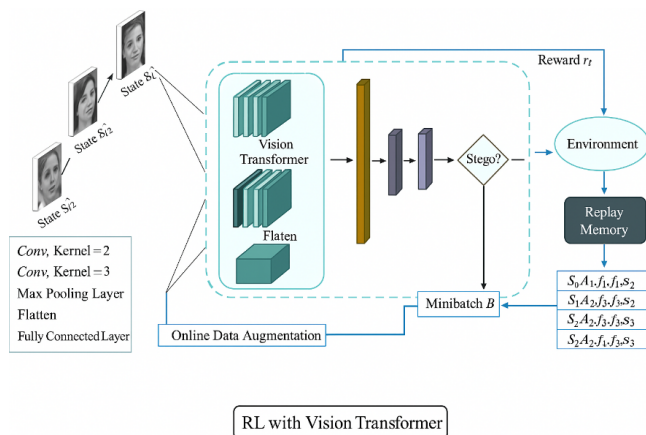 State S_t
State S_t2
State S_t2
Conv, Kernel = 2
Conv, Kernel = 3
Max Pooling Layer
Flatten
Fully Connected Layer
Vision
Transformer
Flaten
Stego?
Reward r_t
Environment
Replay
Memory
S_0 A_1.f_1.f_1,s_2
S_1 A_2.f_3.f_3,s_2
S_2 A_2.f_3.f_3,s_3
S_2 A_2.f_1.f_3,s_3
Minibatch B
Online Data Augmentation
RL with Vision Transformer